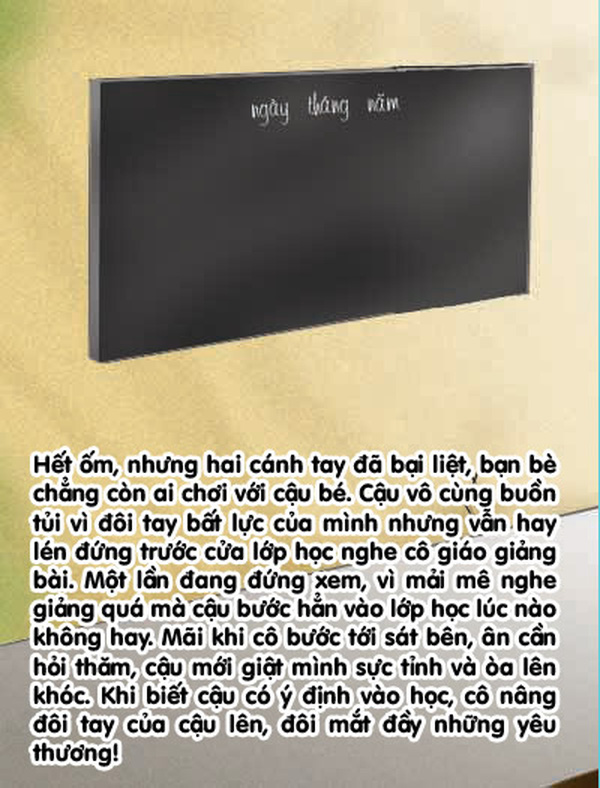 ngày tháng năm
Hết ốm, nhưng hai cánh tay đã bại liệt, bạn bè
chẳng còn ai chơi với cậu bé. Cậu vô cùng buồn
tủi vì đôi tay bất lực của mình nhưng vẫn hay
lén đứng trước cửa lớp học nghe cô giáo giảng
bài. Một lần đang đứng xem, vì mải mê nghe
giảng quá mà cậu bước hẳn vào lớp học lúc nào
không hay. Mãi khi cô bước tới sát bên, ân cần
hỏi thăm, cậu mới giật mình sực tỉnh và òa lên
khóc. Khi biết cậu có ý định vào học, cô nâng
đôi tay của cậu lên, đôi mắt đầy những yêu
thương!